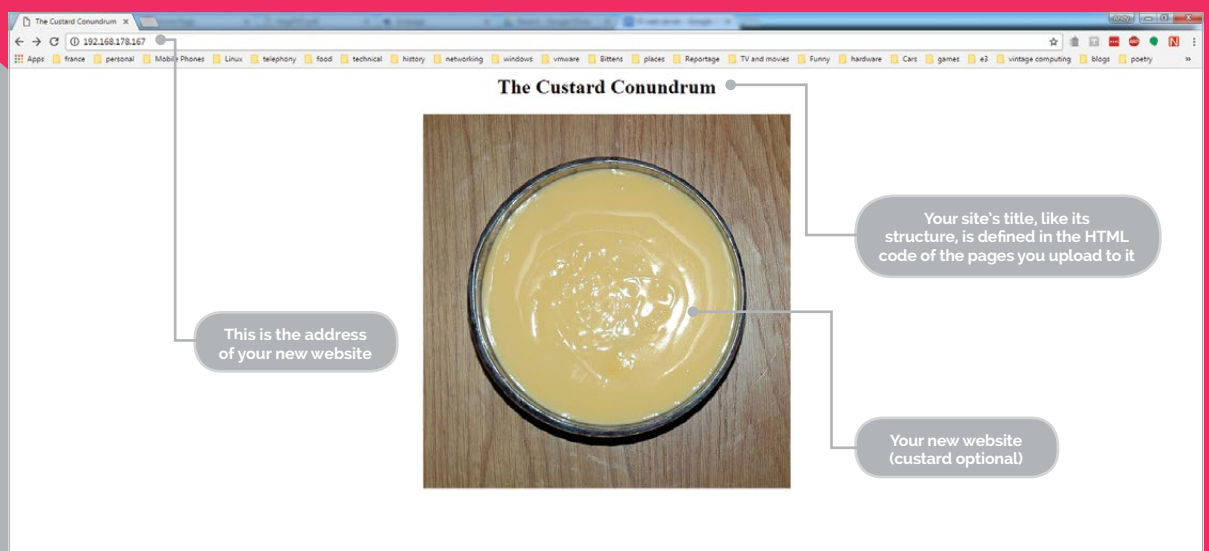 The Custard Conundrum
192.168.178.167
Apps france personal Mobile Phones Linux telephony food technical history networking windows vmware Bittens places Reportage TV and movies Funny hardware Cars games e3 vintage computing blogs poetry »
The Custard Conundrum
Your site's title, like its
structure, is defined in the HTML
code of the pages you upload to it
This is the address
of your new website
Your new website
(custard optional)